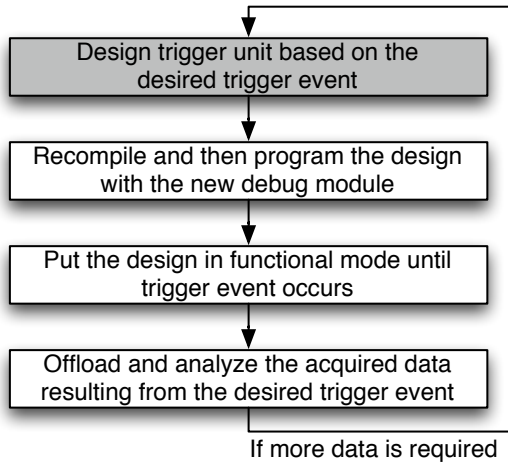 Design trigger unit based on the
desired trigger event
Recompile and then program the design
with the new debug module
Put the design in functional mode until
trigger event occurs
Offload and analyze the acquired data
resulting from the desired trigger event
If more data is required